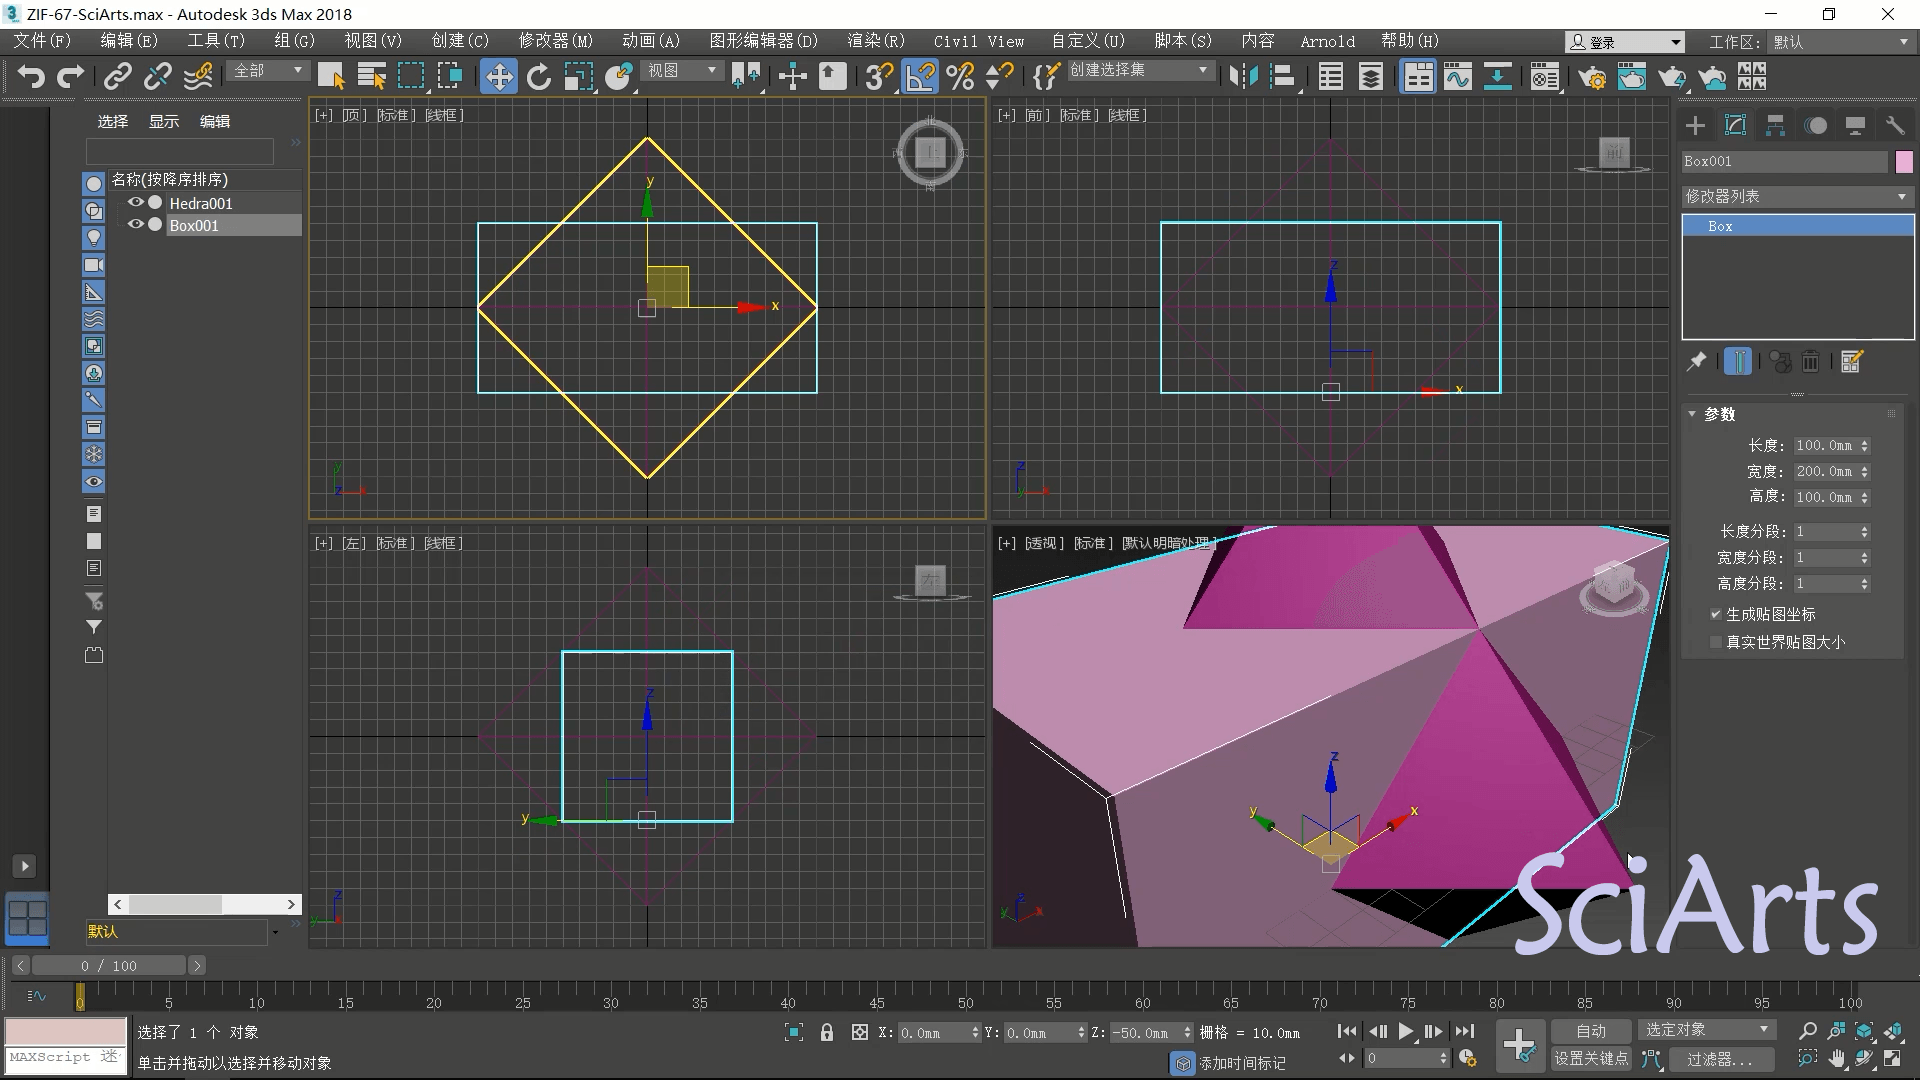 ZIF-67-SciArts.max - Autodesk 3ds Max 2018
文件(F) 编辑(E) 工具(T) 组(G) 视图(V) 创建(C) 修改器(M) 动画(A) 图形编辑器(D) 渲染(R) Civil View 自定义(U) 脚本(S) 内容 Arnold 帮助(H) 登录 工作区: 默认
全部 视图 创建选择集
选择 显示 编辑
名称(按降序排序)
Hedra001
Box001
默认
[+] [顶] [标准] [线框]
[+] [前] [标准] [线框]
[+] [左] [标准] [线框]
[+] [透视] [标准] [默认明暗处理]
Box001
修改器列表
Box
参数
长度: 100.0mm
宽度: 200.0mm
高度: 100.0mm
长度分段: 1
宽度分段: 1
高度分段: 1
生成贴图坐标
真实世界贴图大小
SciArts
0 / 100
0 5 10 15 20 25 30 35 40 45 50 55 60 65 70 75 80 85 90 95 100
选择了 1 个 对象
X: 0.0mm Y: 0.0mm Z: -50.0mm 栅格 = 10.0mm
自动 选定对象
MAXScript 迷
单击并拖动以选择并移动对象
添加时间标记
0
设置关键点 过滤器...